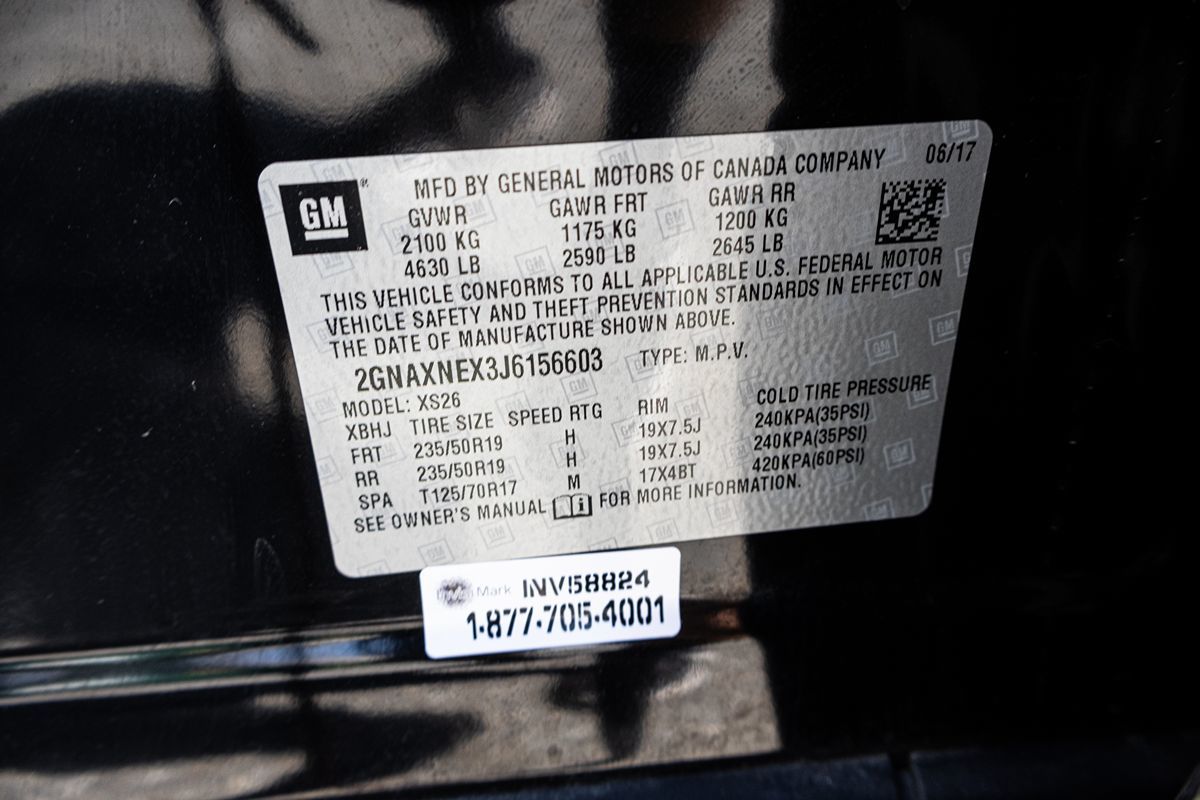 MFD BY GENERAL MOTORS OF CANADA COMPANY 06/17
GM
GVWR GAWR FRT GAWR RR
2100 KG 1175 KG 1200 KG
4630 LB 2590 LB 2645 LB
THIS VEHICLE CONFORMS TO ALL APPLICABLE U.S. FEDERAL MOTOR
VEHICLE SAFETY AND THEFT PREVENTION STANDARDS IN EFFECT ON
THE DATE OF MANUFACTURE SHOWN ABOVE.
2GNAXNEX3J6156603 TYPE: M.P.V.
MODEL: XS26
XBHJ TIRE SIZE SPEED RTG RIM COLD TIRE PRESSURE
FRT 235/50R19 H 19X7.5J 240KPA(35PSI)
RR 235/50R19 H 19X7.5J 240KPA(35PSI)
SPA T125/70R17 M 17X4BT 420KPA(60PSI)
SEE OWNER'S MANUAL FOR MORE INFORMATION.
Mark INV58824
1-877-705-4001